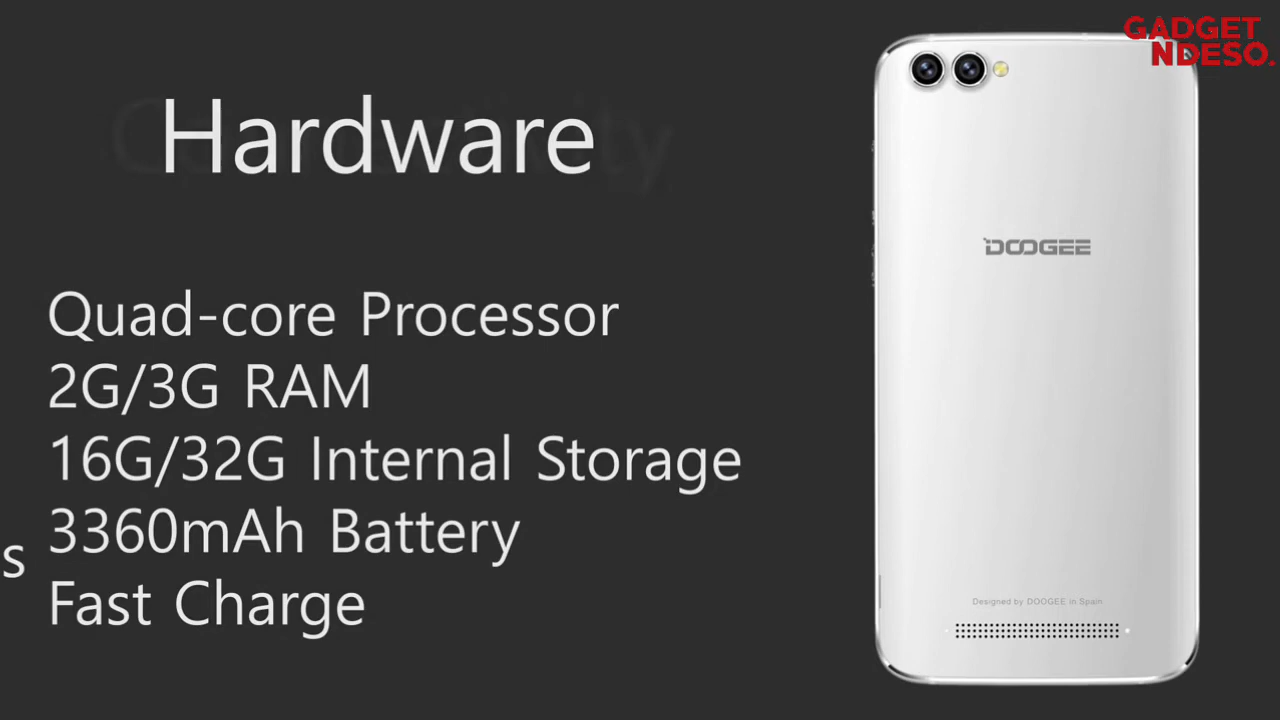 GADGET
NDESO.
Hardware
DOOGEE
Quad-core Processor
2G/3G RAM
16G/32G Internal Storage
3360mAh Battery
s
Fast Charge
Designed by DOOGEE in Spain